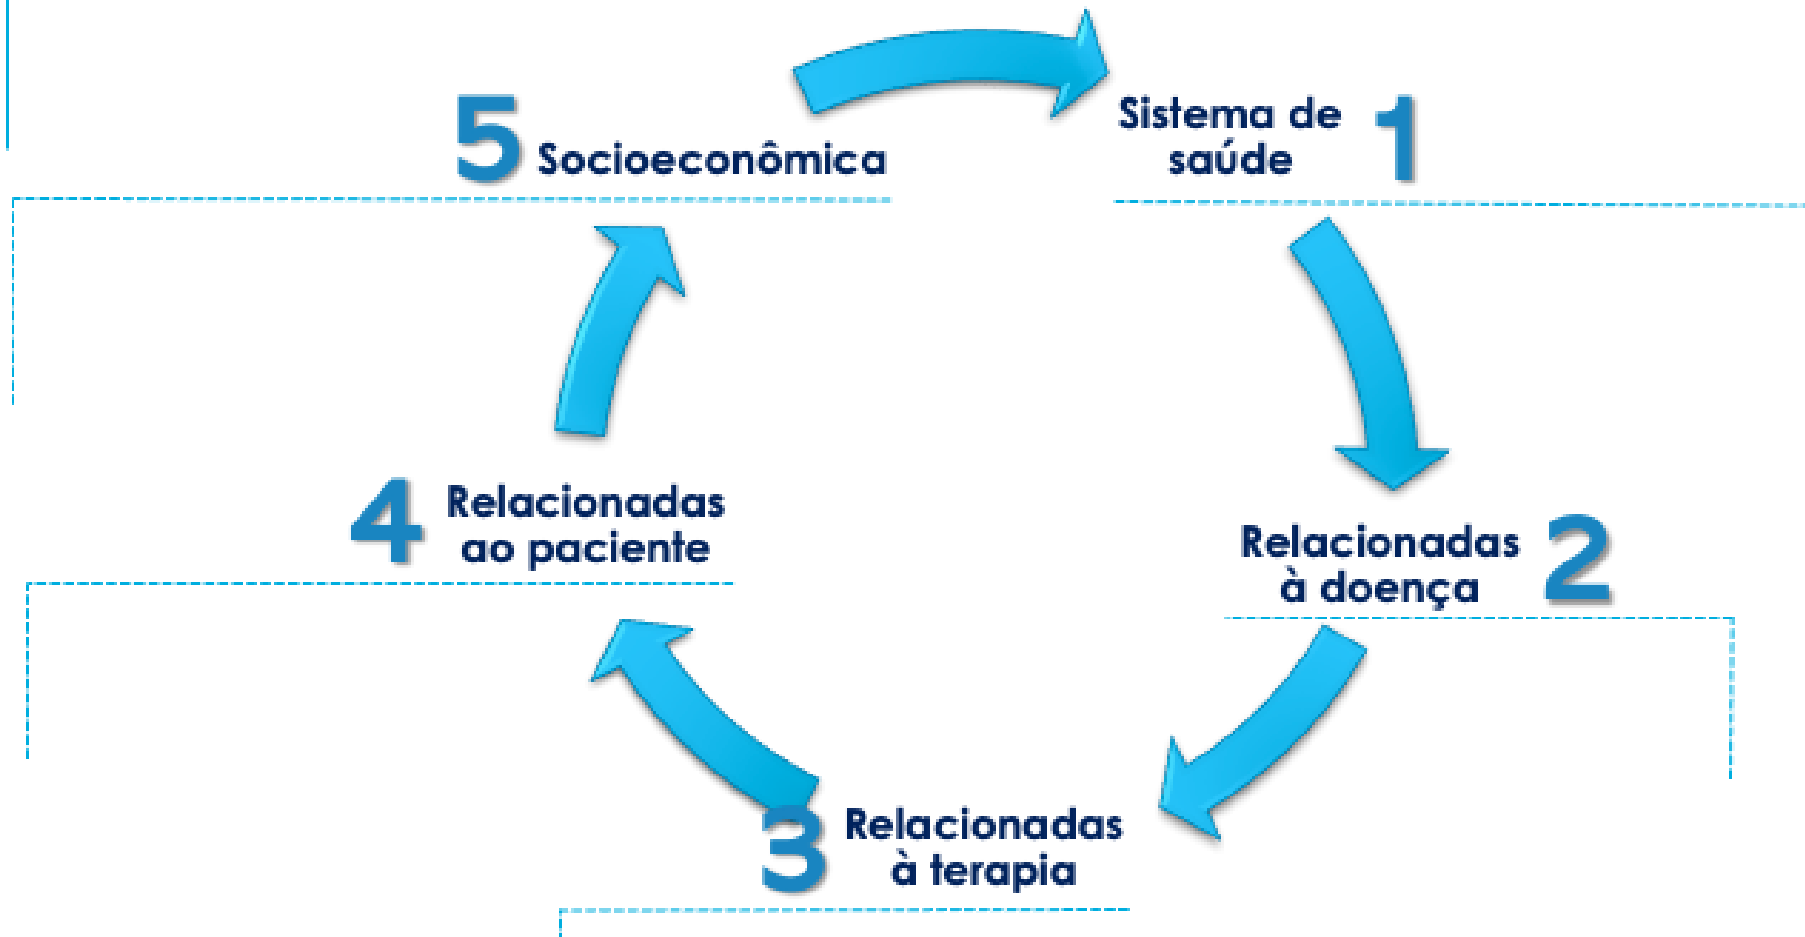 5 Socioeconômica
Sistema de 1
saúde
4 Relacionadas
ao paciente
Relacionadas 2
à doença
3 Relacionadas
à terapia